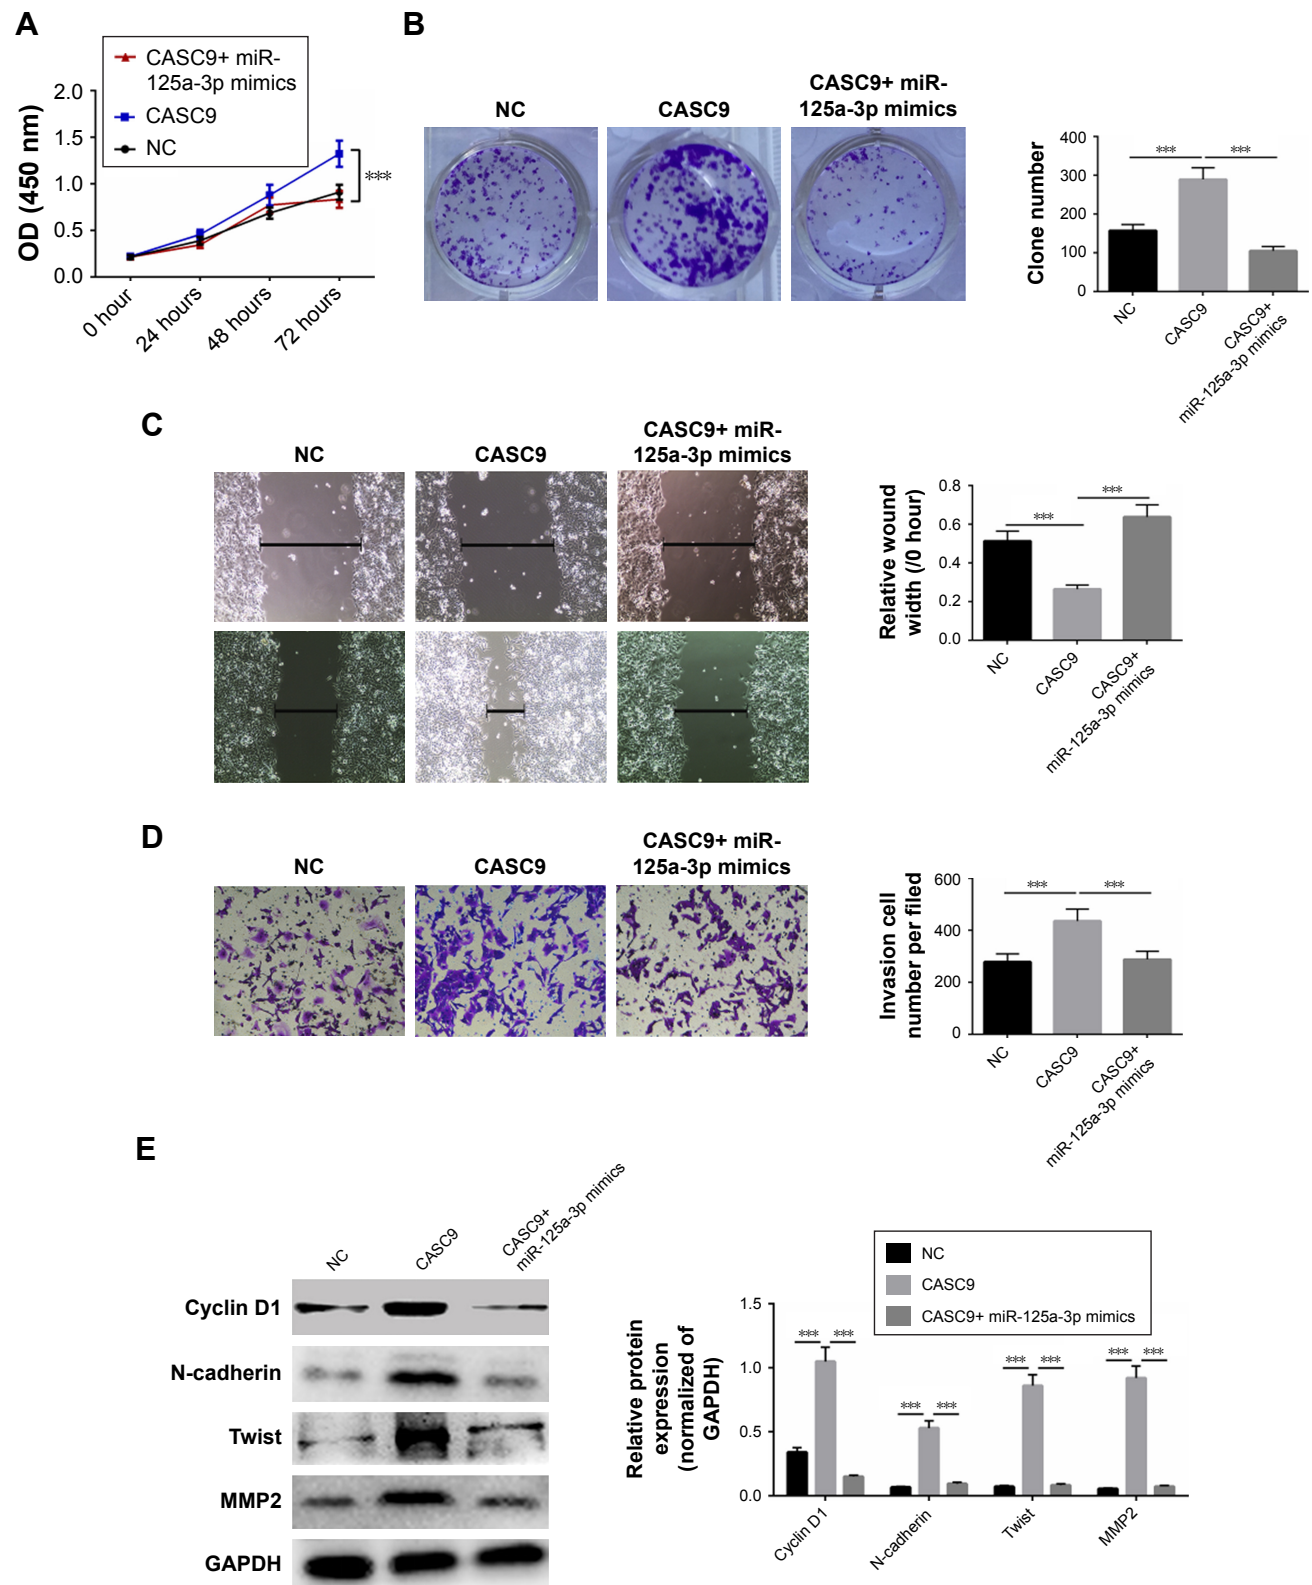 A
CASC9+ miR-
125a-3p mimics
CASC9
NC
OD (450 nm)
2.0
1.5
1.0
0.5
0.0
***
0 hour
24 hours
48 hours
72 hours
B
NC
CASC9
CASC9+ miR-
125a-3p mimics
Clone number
400
300
200
100
0
***
***
NC
CASC9
CASC9+
miR-125a-3p mimics
C
NC
CASC9
CASC9+ miR-
125a-3p mimics
Relative wound
width (/0 hour)
0.8
0.6
0.4
0.2
0.0
***
***
NC
CASC9
CASC9+
miR-125a-3p mimics
D
NC
CASC9
CASC9+ miR-
125a-3p mimics
Invasion cell
number per filed
600
400
200
0
***
***
NC
CASC9
CASC9+
miR-125a-3p mimics
E
NC
CASC9
CASC9+
miR-125a-3p mimics
Cyclin D1
N-cadherin
Twist
MMP2
GAPDH
NC
CASC9
CASC9+ miR-125a-3p mimics
Relative protein
expression
(normalized of
GAPDH)
1.5
1.0
0.5
0.0
*** ***
*** ***
*** ***
*** ***
Cyclin D1
N-cadherin
Twist
MMP2